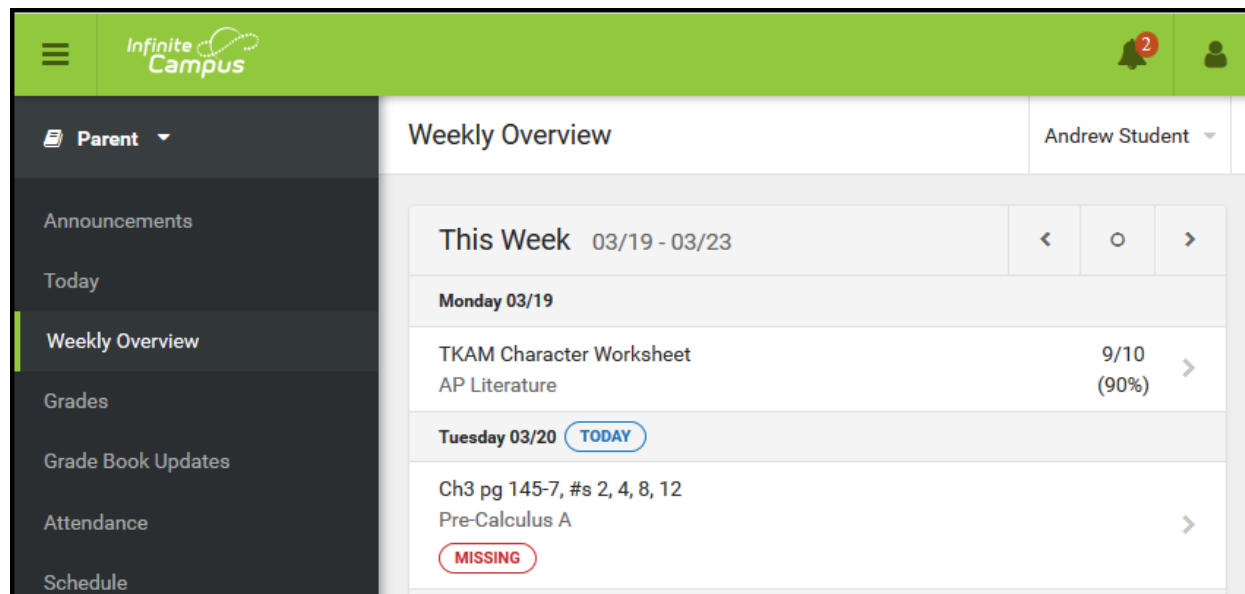 Infinite
Campus
2
Parent
Weekly Overview
Andrew Student
Announcements
Today
Weekly Overview
Grades
Grade Book Updates
Attendance
Schedule
This Week 03/19 - 03/23
Monday 03/19
TKAM Character Worksheet
9/10
AP Literature
(90%)
Tuesday 03/20 TODAY
Ch3 pg 145-7, #s 2, 4, 8, 12
Pre-Calculus A
MISSING